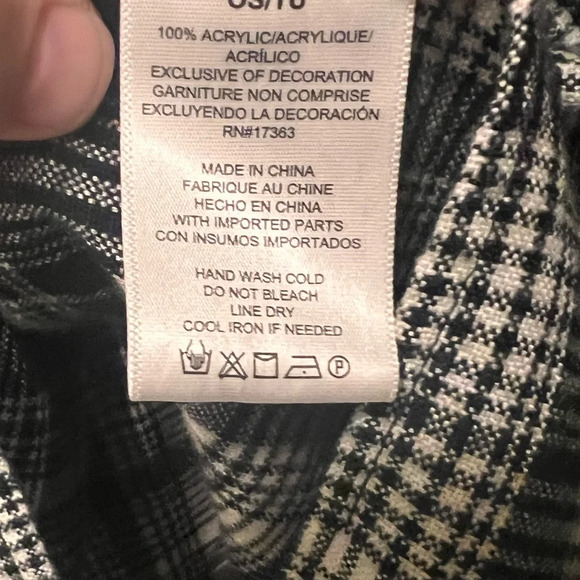 OS/TU
100% ACRYLIC/ACRYLIQUE/
ACRÍLICO
EXCLUSIVE OF DECORATION
GARNITURE NON COMPRISE
EXCLUYENDO LA DECORACIÓN
RN#17363
MADE IN CHINA
FABRIQUE AU CHINE
HECHO EN CHINA
WITH IMPORTED PARTS
CON INSUMOS IMPORTADOS
HAND WASH COLD
DO NOT BLEACH
LINE DRY
COOL IRON IF NEEDED
P